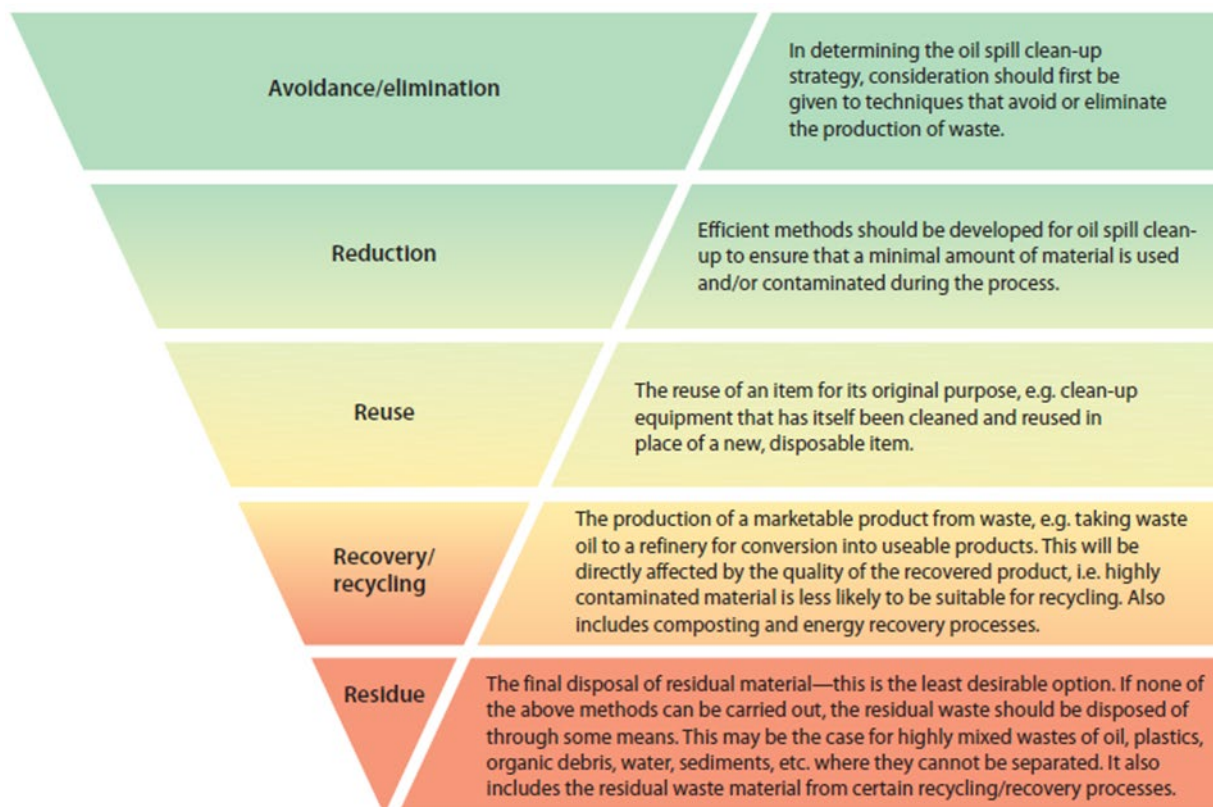 Avoidance/elimination
In determining the oil spill clean-up
strategy, consideration should first be
given to techniques that avoid or eliminate
the production of waste.
Reduction
Efficient methods should be developed for oil spill clean-
up to ensure that a minimal amount of material is used
and/or contaminated during the process.
Reuse
The reuse of an item for its original purpose, e.g. clean-up
equipment that has itself been cleaned and reused in
place of a new, disposable item.
Recovery/
recycling
The production of a marketable product from waste, e.g. taking waste
oil to a refinery for conversion into useable products. This will be
directly affected by the quality of the recovered product, i.e. highly
contaminated material is less likely to be suitable for recycling. Also
includes composting and energy recovery processes.
Residue
The final disposal of residual material—this is the least desirable option. If none of
the above methods can be carried out, the residual waste should be disposed of
through some means. This may be the case for highly mixed wastes of oil, plastics,
organic debris, water, sediments, etc. where they cannot be separated. It also
includes the residual waste material from certain recycling/recovery processes.